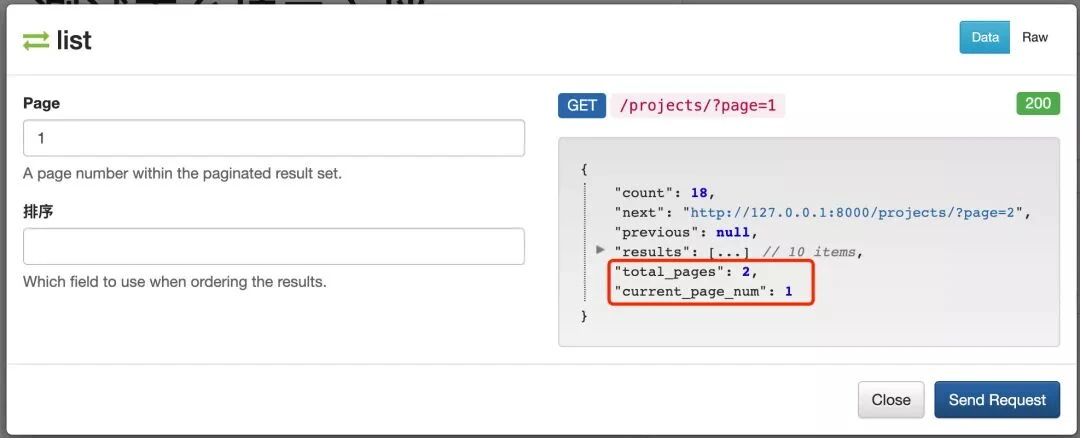 list
Data
Raw
Page
1
A page number within the paginated result set.
排序
Which field to use when ordering the results.
GET
/projects/?page=1
200
{
"count": 18,
"next": "http://127.0.0.1:8000/projects/?page=2",
"previous": null,
"results": [...] // 10 items,
"total_pages": 2,
"current_page_num": 1
}
Close
Send Request